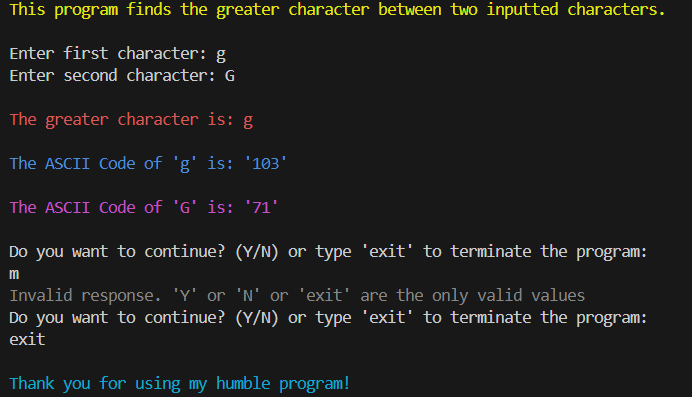 This program finds the greater character between two inputted characters.
Enter first character: g
Enter second character: G
The greater character is: g
The ASCII Code of 'g' is: '103'
The ASCII Code of 'G' is: '71'
Do you want to continue? (Y/N) or type 'exit' to terminate the program:
m
Invalid response. 'Y' or 'N' or 'exit' are the only valid values
Do you want to continue? (Y/N) or type 'exit' to terminate the program:
exit
Thank you for using my humble program!